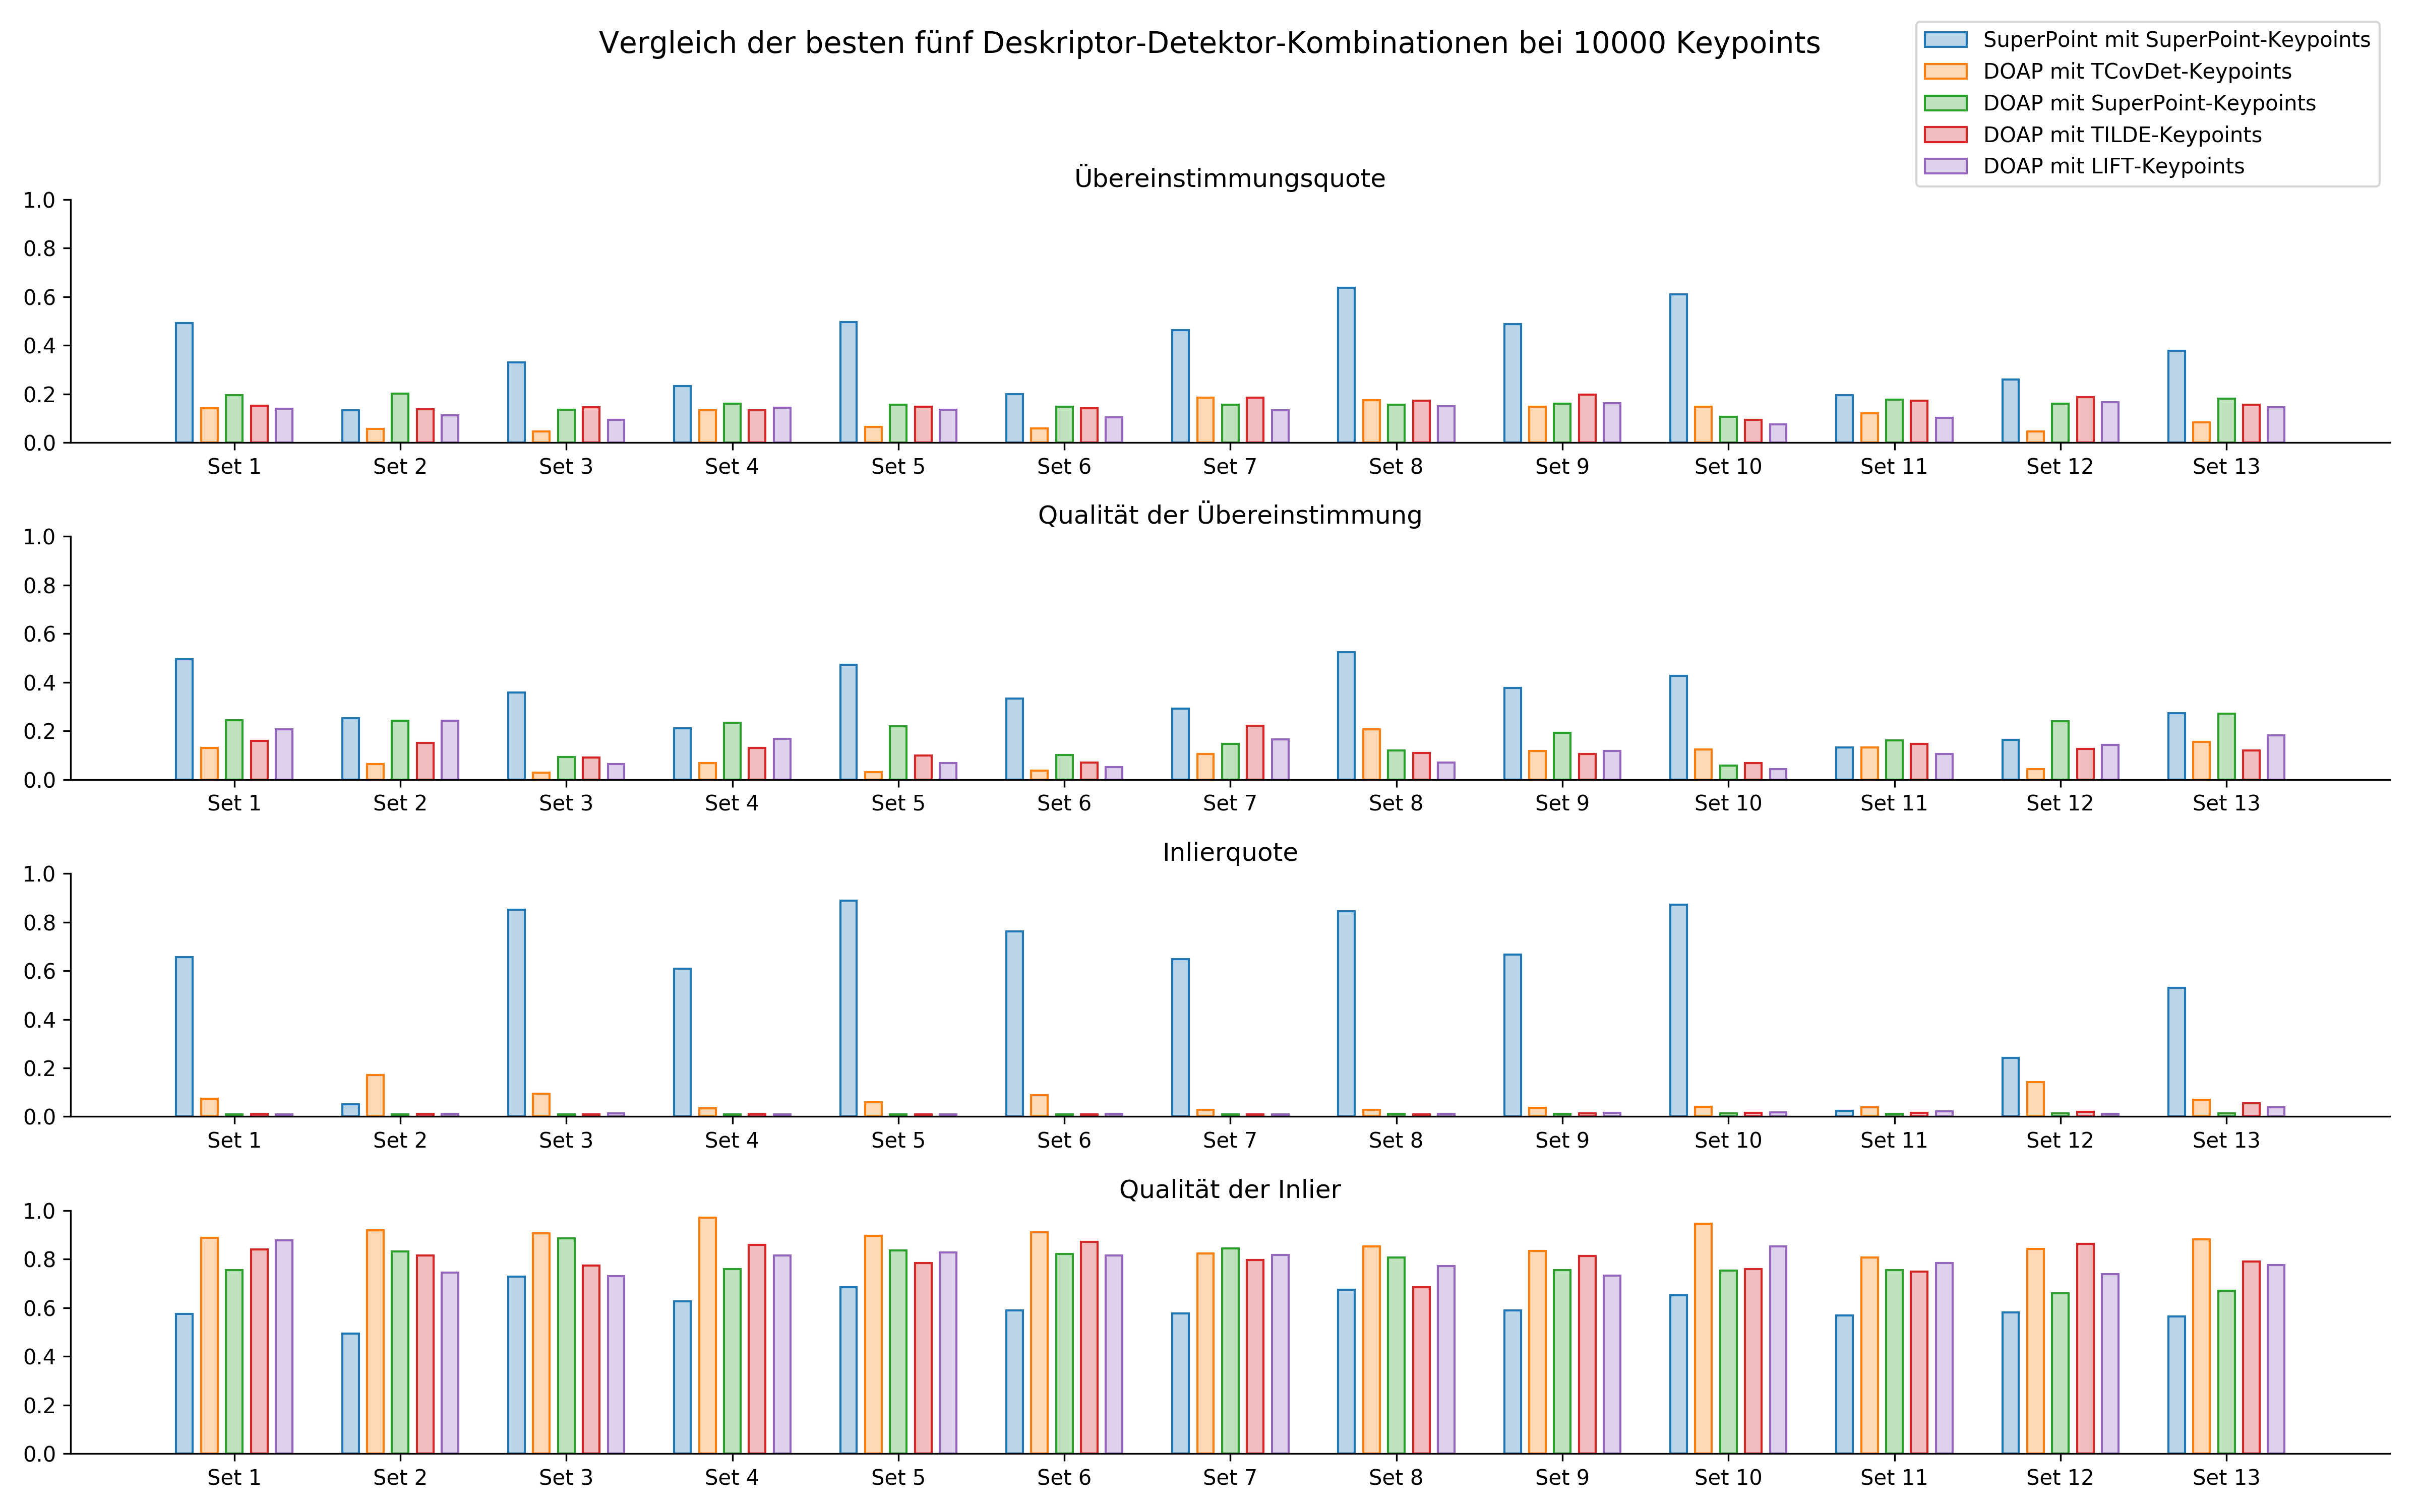 Vergleich der besten fünf Deskriptor-Detektor-Kombinationen bei 10000 Keypoints
SuperPoint mit SuperPoint-Keypoints
DOAP mit TCovDet-Keypoints
DOAP mit SuperPoint-Keypoints
DOAP mit TILDE-Keypoints
DOAP mit LIFT-Keypoints
Übereinstimmungsquote
1.0
0.8
0.6
0.4
0.2
0.0
Set 1 Set 2 Set 3 Set 4 Set 5 Set 6 Set 7 Set 8 Set 9 Set 10 Set 11 Set 12 Set 13
Qualität der Übereinstimmung
1.0
0.8
0.6
0.4
0.2
0.0
Set 1 Set 2 Set 3 Set 4 Set 5 Set 6 Set 7 Set 8 Set 9 Set 10 Set 11 Set 12 Set 13
Inlierquote
1.0
0.8
0.6
0.4
0.2
0.0
Set 1 Set 2 Set 3 Set 4 Set 5 Set 6 Set 7 Set 8 Set 9 Set 10 Set 11 Set 12 Set 13
Qualität der Inlier
1.0
0.8
0.6
0.4
0.2
0.0
Set 1 Set 2 Set 3 Set 4 Set 5 Set 6 Set 7 Set 8 Set 9 Set 10 Set 11 Set 12 Set 13